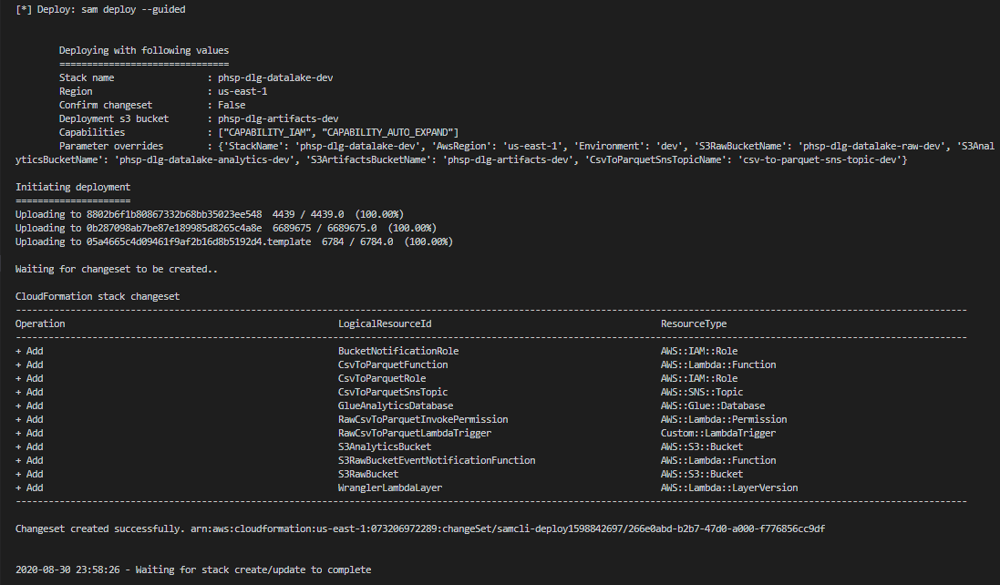 [*] Deploy: sam deploy --guided
Deploying with following values
===============================
Stack name : phsp-dlg-datalake-dev
Region : us-east-1
Confirm changeset : False
Deployment s3 bucket : phsp-dlg-artifacts-dev
Capabilities : ["CAPABILITY_IAM", "CAPABILITY_AUTO_EXPAND"]
Parameter overrides : {'StackName': 'phsp-dlg-datalake-dev', 'AwsRegion': 'us-east-1', 'Environment': 'dev', 'S3RawBucketName': 'phsp-dlg-datalake-raw-dev', 'S3Anal
yticsBucketName': 'phsp-dlg-datalake-analytics-dev', 'S3ArtifactsBucketName': 'phsp-dlg-artifacts-dev', 'CsvToParquetSnsTopicName': 'csv-to-parquet-sns-topic-dev'}
Initiating deployment
=====================
Uploading to 8802b6f1b80867332b68bb35023ee548 4439 / 4439.0 (100.00%)
Uploading to 0b287098ab7be87e189985d8265c4a8e 6689675 / 6689675.0 (100.00%)
Uploading to 05a4665c4d09461f9af2b16d8b5192d4.template 6784 / 6784.0 (100.00%)
Waiting for changeset to be created..
CloudFormation stack changeset
Operation LogicalResourceId ResourceType
+ Add BucketNotificationRole AWS::IAM::Role
+ Add CsvToParquetFunction AWS::Lambda::Function
+ Add CsvToParquetRole AWS::IAM::Role
+ Add CsvToParquetSnsTopic AWS::SNS::Topic
+ Add GlueAnalyticsDatabase AWS::Glue::Database
+ Add RawCsvToParquetInvokePermission AWS::Lambda::Permission
+ Add RawCsvToParquetLambdaTrigger Custom::LambdaTrigger
+ Add S3AnalyticsBucket AWS::S3::Bucket
+ Add S3RawBucketEventNotificationFunction AWS::Lambda::Function
+ Add S3RawBucket AWS::S3::Bucket
+ Add WranglerLambdaLayer AWS::Lambda::LayerVersion
Changeset created successfully. arn:aws:cloudformation:us-east-1:073206972289:changeSet/samcli-deploy1598842697/266e0abd-b2b7-47d0-a000-f776856cc9df
2020-08-30 23:58:26 - Waiting for stack create/update to complete